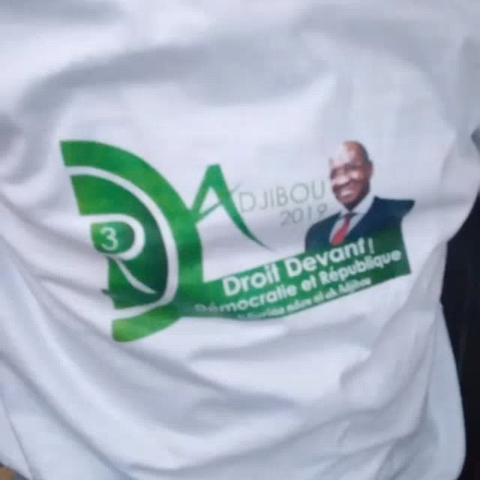 3
R
ADJIBOU
2019
Droit Devant!
Démocratie et République